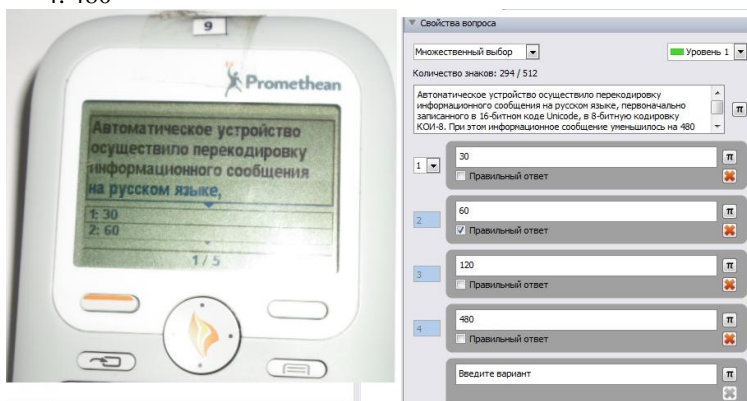 4. 480
9
Promethean
Автоматическое устройство
осуществило перекодировку
информационного сообщения
на русском языке,
1: 30
2: 60
1 / 5
Свойства вопроса
Множественный выбор
Уровень 1
Количество знаков: 294 / 512
Автоматическое устройство осуществило перекодировку
информационного сообщения на русском языке, первоначально
записанного в 16-битном коде Unicode, в 8-битную кодировку
КОИ-8. При этом информационное сообщение уменьшилось на 480
π
1
30
π
Правильный ответ
2
60
π
Правильный ответ
3
120
π
Правильный ответ
4
480
π
Правильный ответ
Введите вариант
π